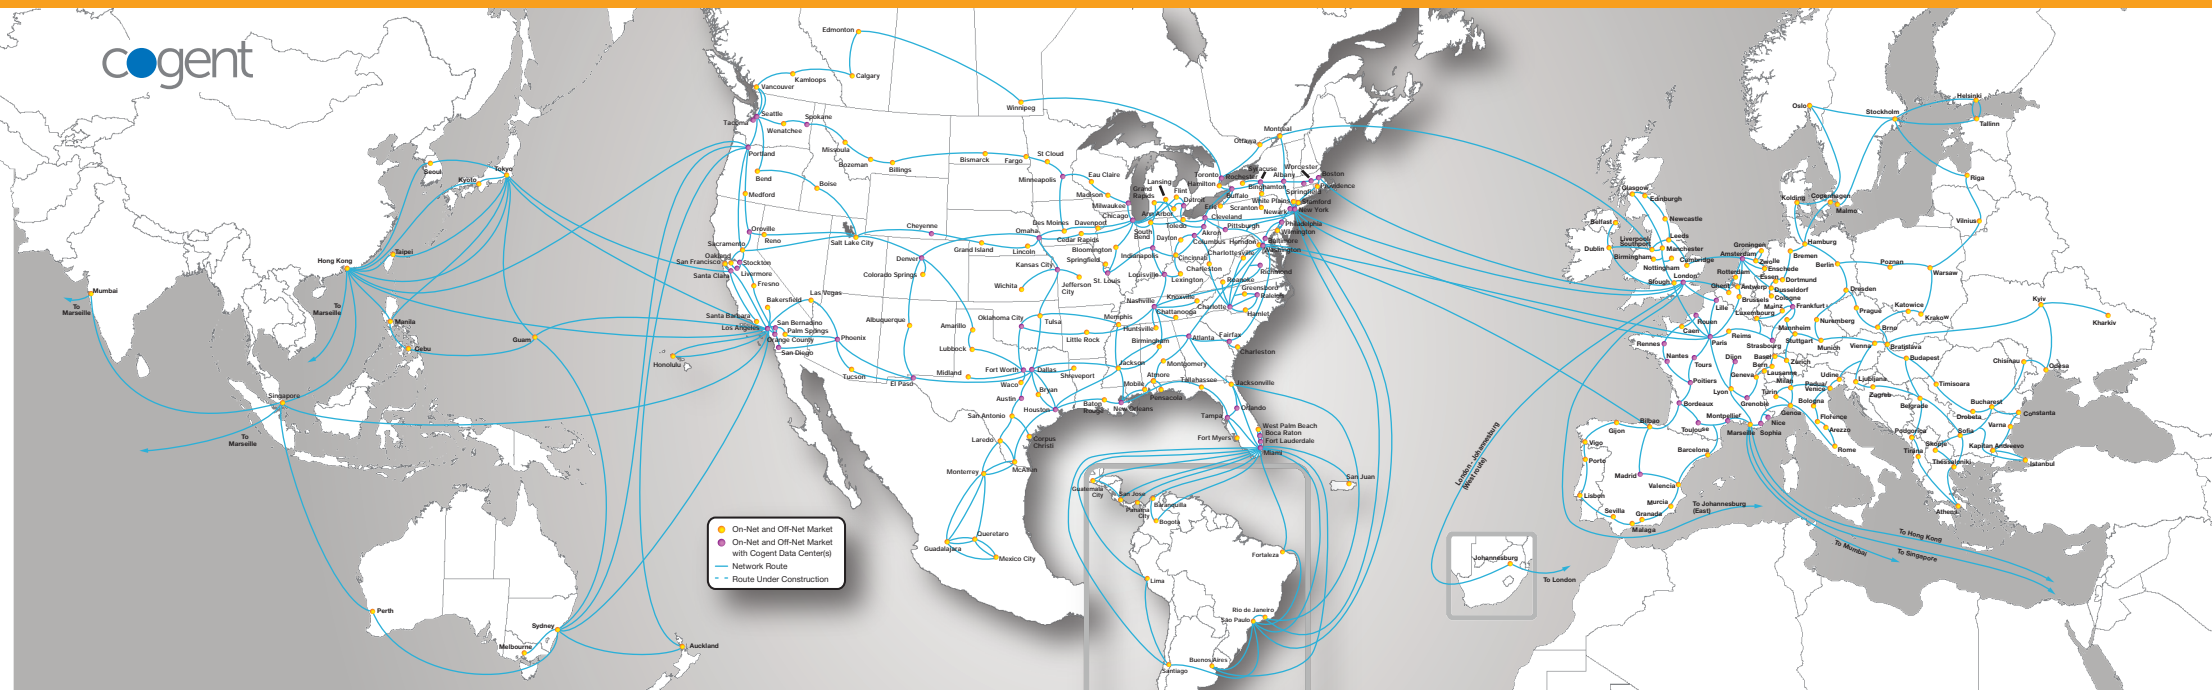 cogent
Edmonton
Calgary
Kamloops
Vancouver
Winnipeg
Seattle
Tacoma
Wenatchee
Spokane
Missoula
Bozeman
Billings
Bismarck
Fargo
St Cloud
Minneapolis
Eau Claire
Madison
Milwaukee
Chicago
Grand
Rapids
Lansing
Flint
Detroit
Ann Arbor
Toledo
South
Bend
Portland
Bend
Medford
Boise
Oroville
Reno
Sacramento
Oakland
San Francisco
Santa Clara
Stockton
Livermore
Fresno
Bakersfield
Las Vegas
Santa Barbara
Los Angeles
San Bernadino
Palm Springs
Orange County
San Diego
Phoenix
Tucson
El Paso
Salt Lake City
Cheyenne
Denver
Colorado Springs
Grand Island
Lincoln
Omaha
Des Moines
Davenport
Cedar Rapids
Kansas City
Wichita
Jefferson
City
St. Louis
Springfield
Bloomington
Indianapolis
Louisville
Lexington
Dayton
Cincinnati
Columbus
Akron
Cleveland
Pittsburgh
Erie
Buffalo
Rochester
Syracuse
Toronto
Hamilton
Ottawa
Montreal
Albany
Worcester
Boston
Providence
Springfield
Binghamton
White Plains
Stamford
New York
Newark
Scranton
Philadelphia
Wilmington
Baltimore
Washington
Herndon
Charlottesville
Richmond
Charleston
Roanoke
Greensboro
Raleigh
Charlotte
Hamlet
Fairfax
Charleston
Knoxville
Nashville
Chattanooga
Memphis
Huntsville
Birmingham
Atlanta
Montgomery
Jackson
Little Rock
Tulsa
Oklahoma City
Albuquerque
Amarillo
Lubbock
Midland
Fort Worth
Dallas
Waco
Shreveport
Bryan
Austin
Houston
San Antonio
Laredo
Corpus
Christi
McAllen
Baton
Rouge
New Orleans
Mobile
Atmore
Pensacola
Tallahassee
Jacksonville
Orlando
Tampa
Fort Myers
West Palm Beach
Boca Raton
Fort Lauderdale
Miami
Monterrey
Guadalajara
Queretaro
Mexico City
San Juan
Guatemala
City
San Jose
Panama
City
Baranquilla
Bogota
Lima
Fortaleza
Rio de Janeiro
São Paulo
Buenos Aires
Santiago
Seoul
Kyoto
Tokyo
Taipei
Hong Kong
Mumbai
To
Marseille
To
Marseille
To
Marseille
Manila
Cebu
Guam
Honolulu
Singapore
Perth
Melbourne
Sydney
Auckland
On-Net and Off-Net Market
On-Net and Off-Net Market
with Cogent Data Center(s)
Network Route
Route Under Construction
London - Johannesburg
(West route)
Johannesburg
To London
To Johannesburg
(East)
To Mumbai
To Hong Kong
To Singapore
Oslo
Stockholm
Helsinki
Tallinn
Riga
Vilnius
Kolding
Copenhagen
Malmo
Glasgow
Edinburgh
Newcastle
Belfast
Dublin
Leeds
Liverpool
Southport
Manchester
Birmingham
Nottingham
Cambridge
London
Slough
Groningen
Amsterdam
Zwolle
Enschede
Rotterdam
Essen
Dortmund
Ghent
Antwerp
Dusseldorf
Brussels
Cologne
Lille
Luxembourg
Mainz
Frankfurt
Hamburg
Bremen
Berlin
Poznan
Warsaw
Dresden
Prague
Katowice
Krakow
Nuremberg
Brno
Mannheim
Stuttgart
Munich
Vienna
Bratislava
Budapest
Kyiv
Kharkiv
Chisinau
Odesa
Rouen
Caen
Rennes
Paris
Reims
Strasbourg
Nantes
Tours
Dijon
Basel
Bern
Zurich
Lausanne
Geneva
Poitiers
Lyon
Grenoble
Bordeaux
Montpellier
Toulouse
Marseille
Sophia
Nice
Milan
Turin
Genoa
Udine
Padua/
Venice
Bologna
Florence
Arezzo
Rome
Ljubljana
Zagreb
Belgrade
Timisoara
Bucharest
Drobeta
Constanta
Varna
Sofia
Podgorica
Skopje
Tirana
Kapitan Andreevo
Thessaloniki
Istanbul
Athens
Bilbao
Gijon
Vigo
Porto
Lisbon
Madrid
Barcelona
Valencia
Murcia
Granada
Sevilla
Malaga